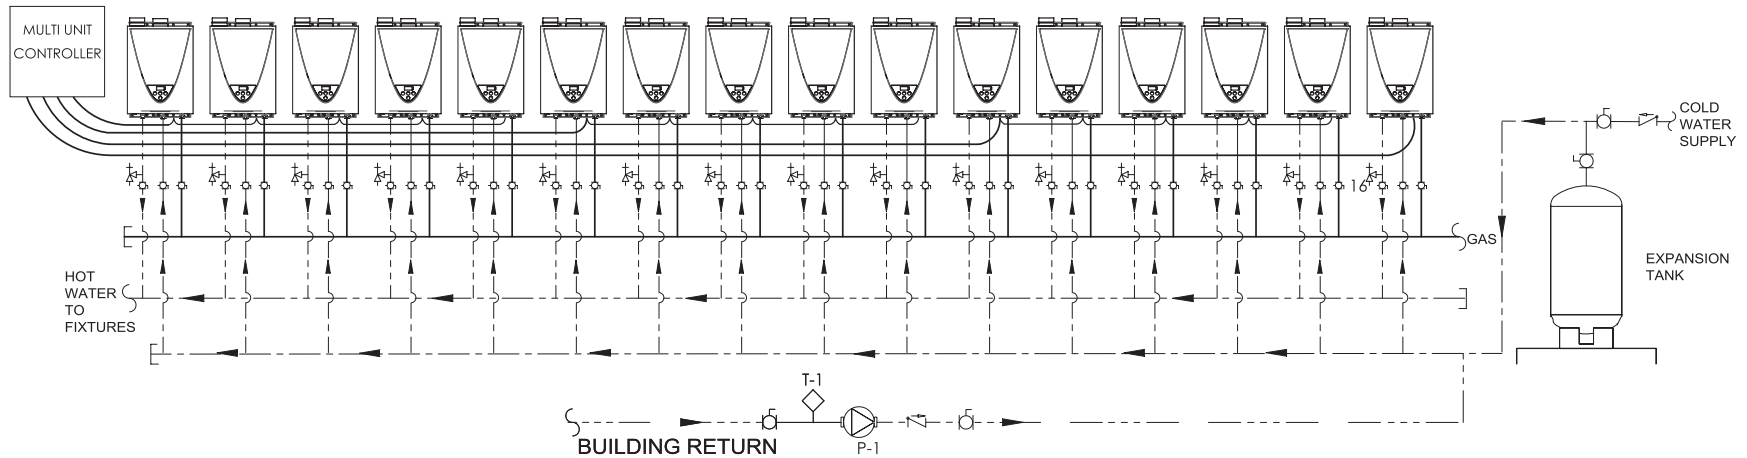 MULTI UNIT
CONTROLLER
COLD
WATER
SUPPLY
16
GAS
EXPANSION
TANK
HOT
WATER
TO
FIXTURES
T-1
BUILDING RETURN
P-1